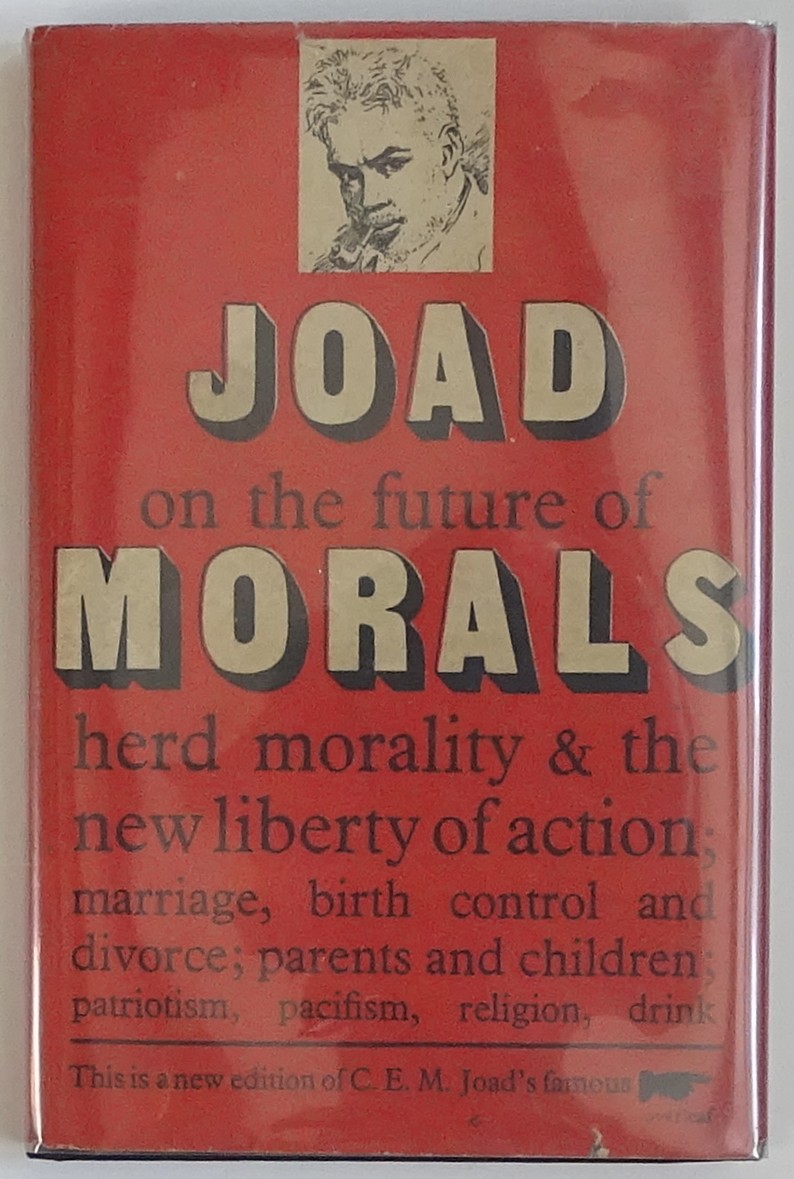 JOAD
on the future of
MORALS
herd morality & the
new liberty of action;
marriage, birth control and
divorce; parents and children;
patriotism, pacifism, religion, drink
This is a new edition of C. E. M. Joad's famous
overleaf